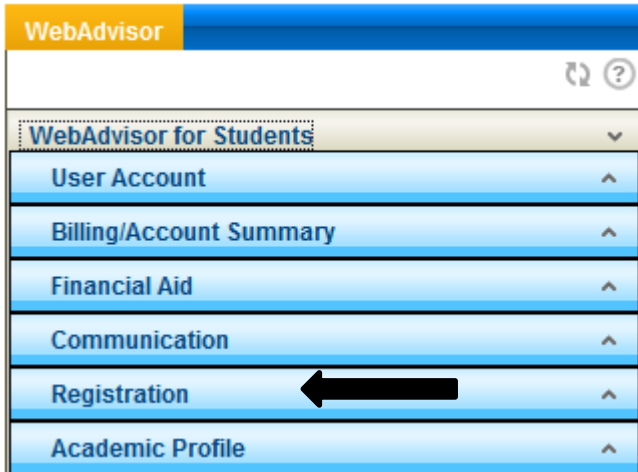 WebAdvisor
WebAdvisor for Students
User Account
Billing/Account Summary
Financial Aid
Communication
Registration
Academic Profile